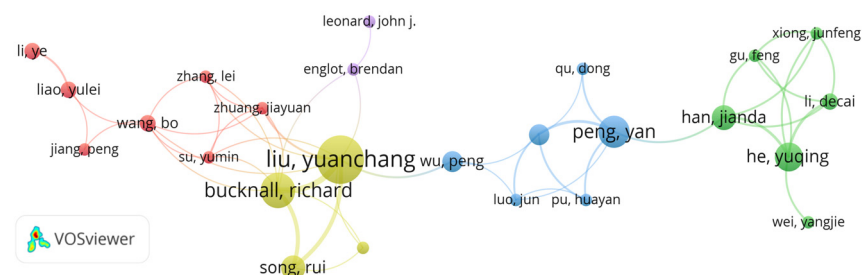 leonard, john j.
englot, brendan
li, ye
liao, yulei
zhang, lei
zhuang, jiayuan
wang, bo
jiang, peng
su, yumin
liu, yuanchang
bucknall, richard
song, rui
wu, peng
qu, dong
peng, yan
luo, jun
pu, huayan
xiong, junfeng
gu, feng
li, decai
han, jianda
he, yuqing
wei, yangjie
VOSviewer